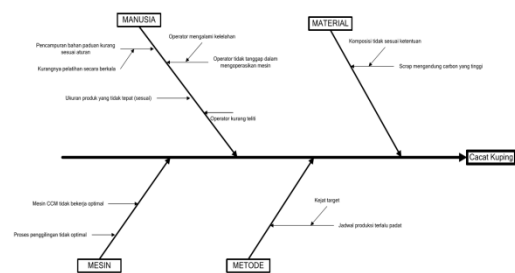 MANUSIA
MATERIAL
Pencampuran bahan paduan kurang
sesuai aturan
Kurangnya pelatihan secara berkala
Operator mengalami kelelahan
Operator tidak tanggap dalam
mengoperasikan mesin
Ukuran produk yang tidak tepat (sesuai)
Operator kurang teliti
Komposisi tidak sesuai ketentuan
Scrap mengandung carbon yang tinggi
Cacat Kuping
Mesin CCM tidak bekerja optimal
Proses penggilingan tidak optimal
Kejar target
Jadwal produksi terlalu padat
MESIN
METODE